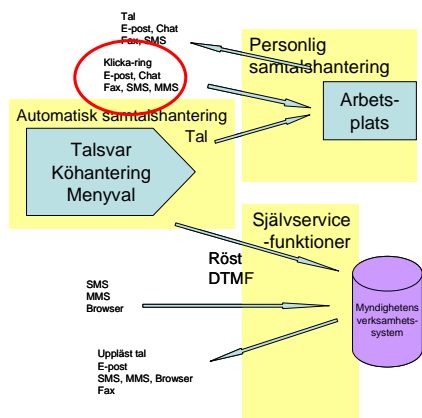 Tal
E-post, Chat
Fax, SMS
Personlig
samtalshantering
Klicka-ring
E-post, Chat
Fax, SMS, MMS
Arbets-
plats
Automatisk samtalshantering
Tal
Talsvar
Köhantering
Menyval
Självservice
-funktioner
Röst
DTMF
SMS
MMS
Browser
Myndighetens
verksamhets-
system
Uppläst tal
E-post
SMS, MMS, Browser
Fax